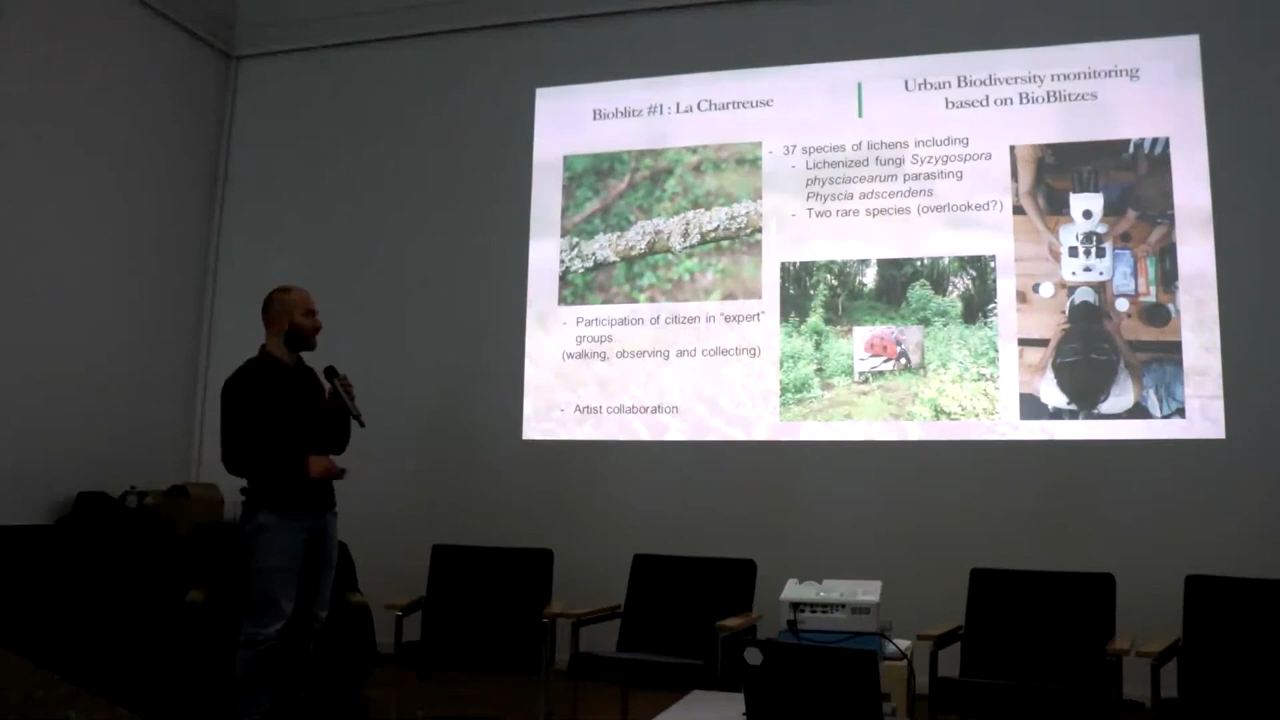 Bioblitz #1 : La Chartreuse
Urban Biodiversity monitoring
based on BioBlitzes
- 37 species of lichens including
- Lichenized fungi Syzygospora
physciacearum parasiting
Physcia adscendens
- Two rare species (overlooked?)
- Participation of citizen in "expert"
groups
(walking, observing and collecting)
- Artist collaboration